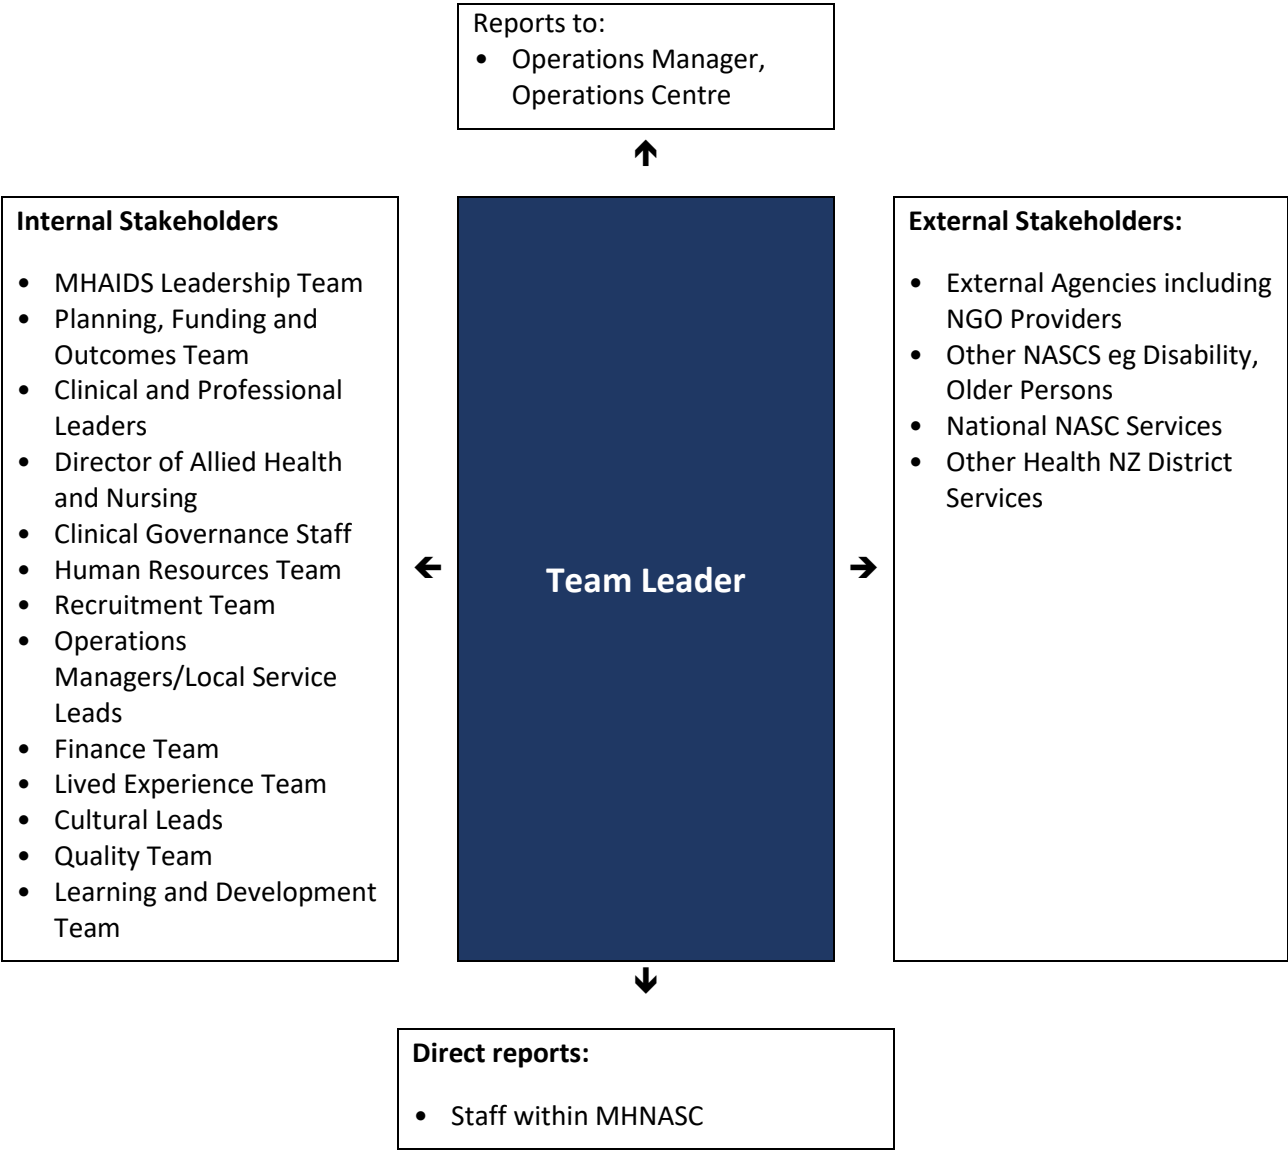 Reports to:
• Operations Manager,
Operations Centre
Internal Stakeholders
• MHAIDS Leadership Team
• Planning, Funding and
Outcomes Team
• Clinical and Professional
Leaders
• Director of Allied Health
and Nursing
• Clinical Governance Staff
• Human Resources Team
• Recruitment Team
• Operations
Managers/Local Service
Leads
• Finance Team
• Lived Experience Team
• Cultural Leads
• Quality Team
• Learning and Development
Team
Team Leader
External Stakeholders:
• External Agencies including
NGO Providers
• Other NASCS eg Disability,
Older Persons
• National NASC Services
• Other Health NZ District
Services
Direct reports:
• Staff within MHNASC